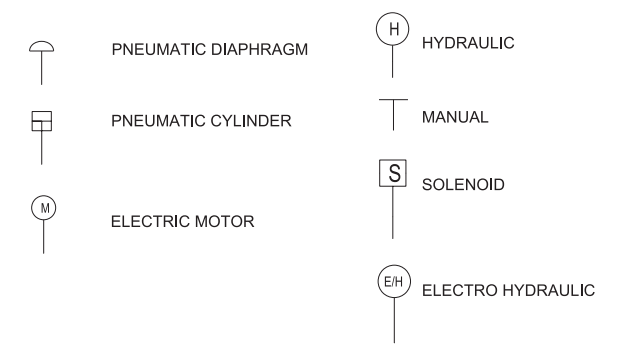 PNEUMATIC DIAPHRAGM
PNEUMATIC CYLINDER
M
ELECTRIC MOTOR
H
HYDRAULIC
MANUAL
S
SOLENOID
E/H
ELECTRO HYDRAULIC